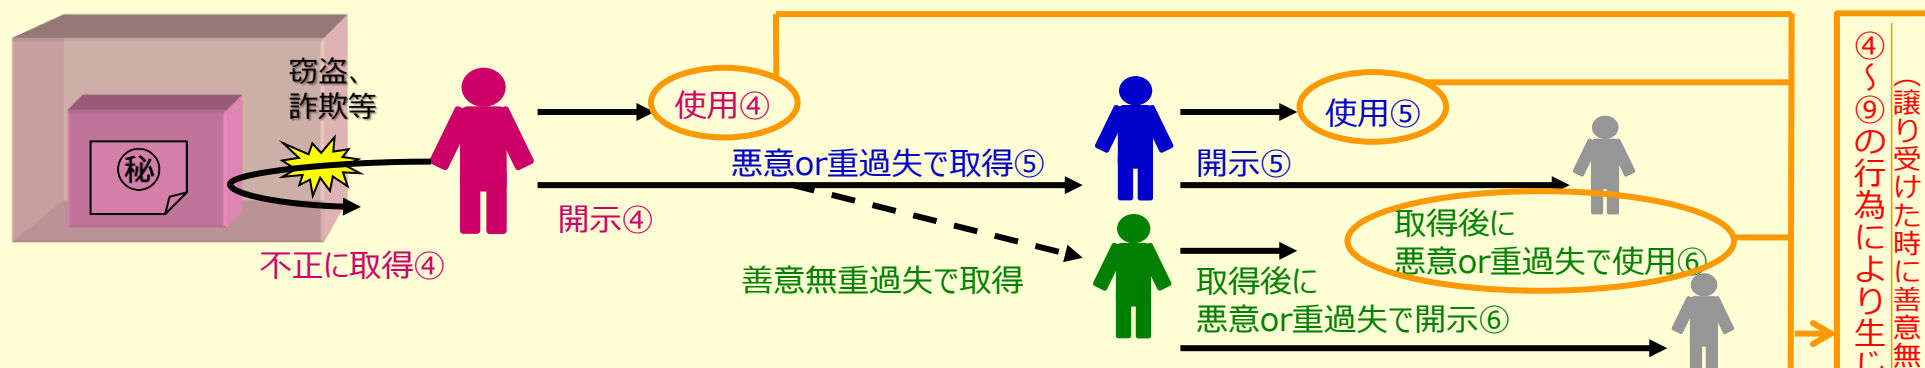 窃盗、
詐欺等
㊙
不正に取得④
使用④
悪意or重過失で取得⑤
開示④
善意無重過失で取得
使用⑤
開示⑤
取得後に
悪意or重過失で使用⑥
取得後に
悪意or重過失で開示⑥
④～⑨の行為により生じ
（譲り受けた時に善意無